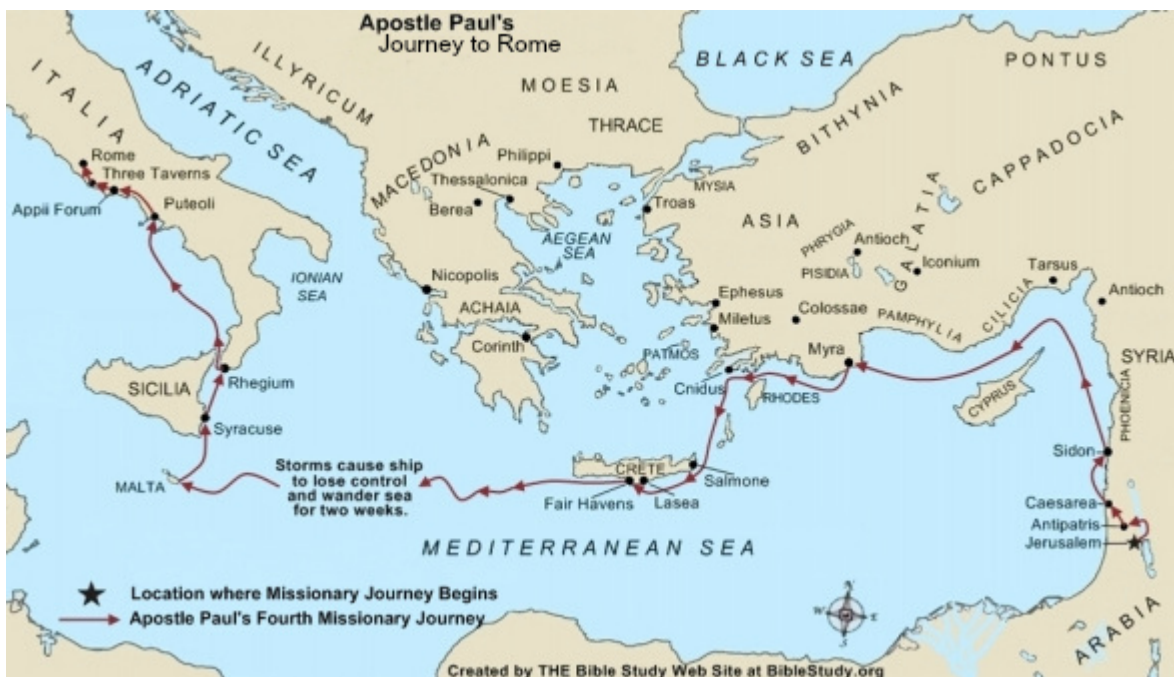 Apostle Paul's
Journey to Rome
BLACK SEA
PONTUS
ILLYRICUM
ITALIA
ADRIATIC SEA
MOESIA
THRACE
BITHYNIA
CAPPADOCIA
MACEDONIA
Philippi
Thessalonica
Berea
MYSIA
Troas
ASIA
GALATIA
Rome
Three Taverns
Appii Forum
Puteoli
AEGEAN
SEA
PHRYGIA
Antioch
PISIDIA
Iconium
Tarsus
Antioch
IONIAN
SEA
Nicopolis
ACHAIA
Corinth
Ephesus
Miletus
Colossae
PAMPHYLIA
CILICIA
PATMOS
Myra
SYRIA
SICILIA
Rhegium
Cnidus
RHODES
CYPRUS
PHOENICIA
Syracuse
Sidon
MALTA
Storms cause ship
to lose control
and wander sea
for two weeks.
CRETE
Salmone
Fair Havens
Lasea
Caesarea
Antipatris
Jerusalem
MEDITERRANEAN SEA
Location where Missionary Journey Begins
Apostle Paul's Fourth Missionary Journey
N
W
E
S
ARABIA
Created by THE Bible Study Web Site at BibleStudy.org